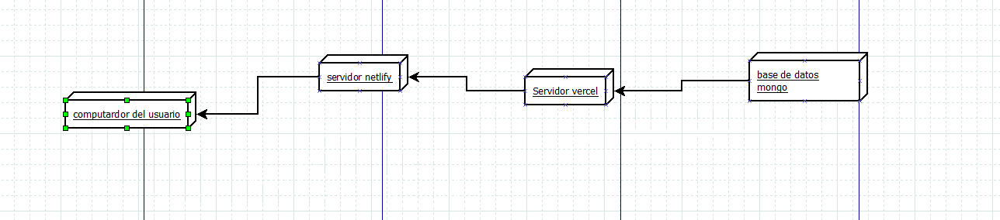 computardor del usuario
servidor netlify
Servidor vercel
base de datos
mongo